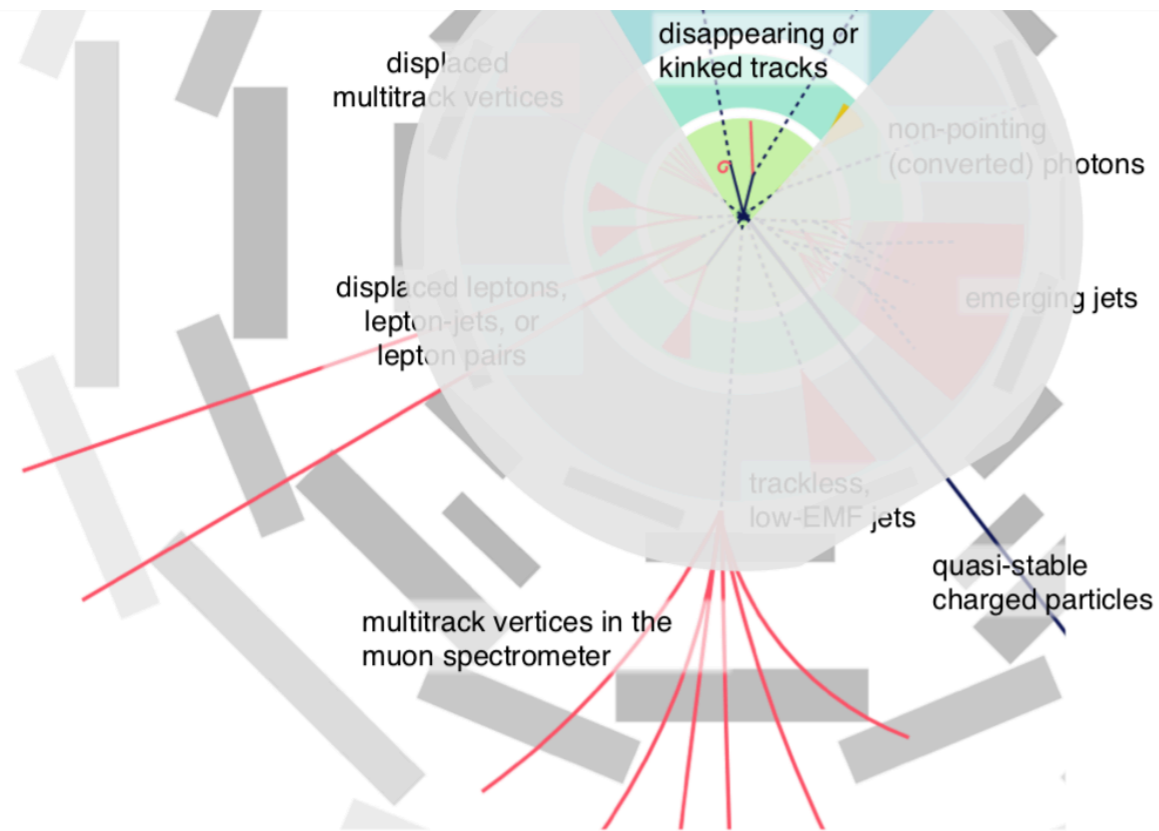 disappearing or
kinked tracks
displaced
multitrack vertices
non-pointing
(converted) photons
displaced leptons,
lepton-jets, or
lepton pairs
emerging jets
trackless,
low-EMF jets
quasi-stable
charged particles
multitrack vertices in the
muon spectrometer